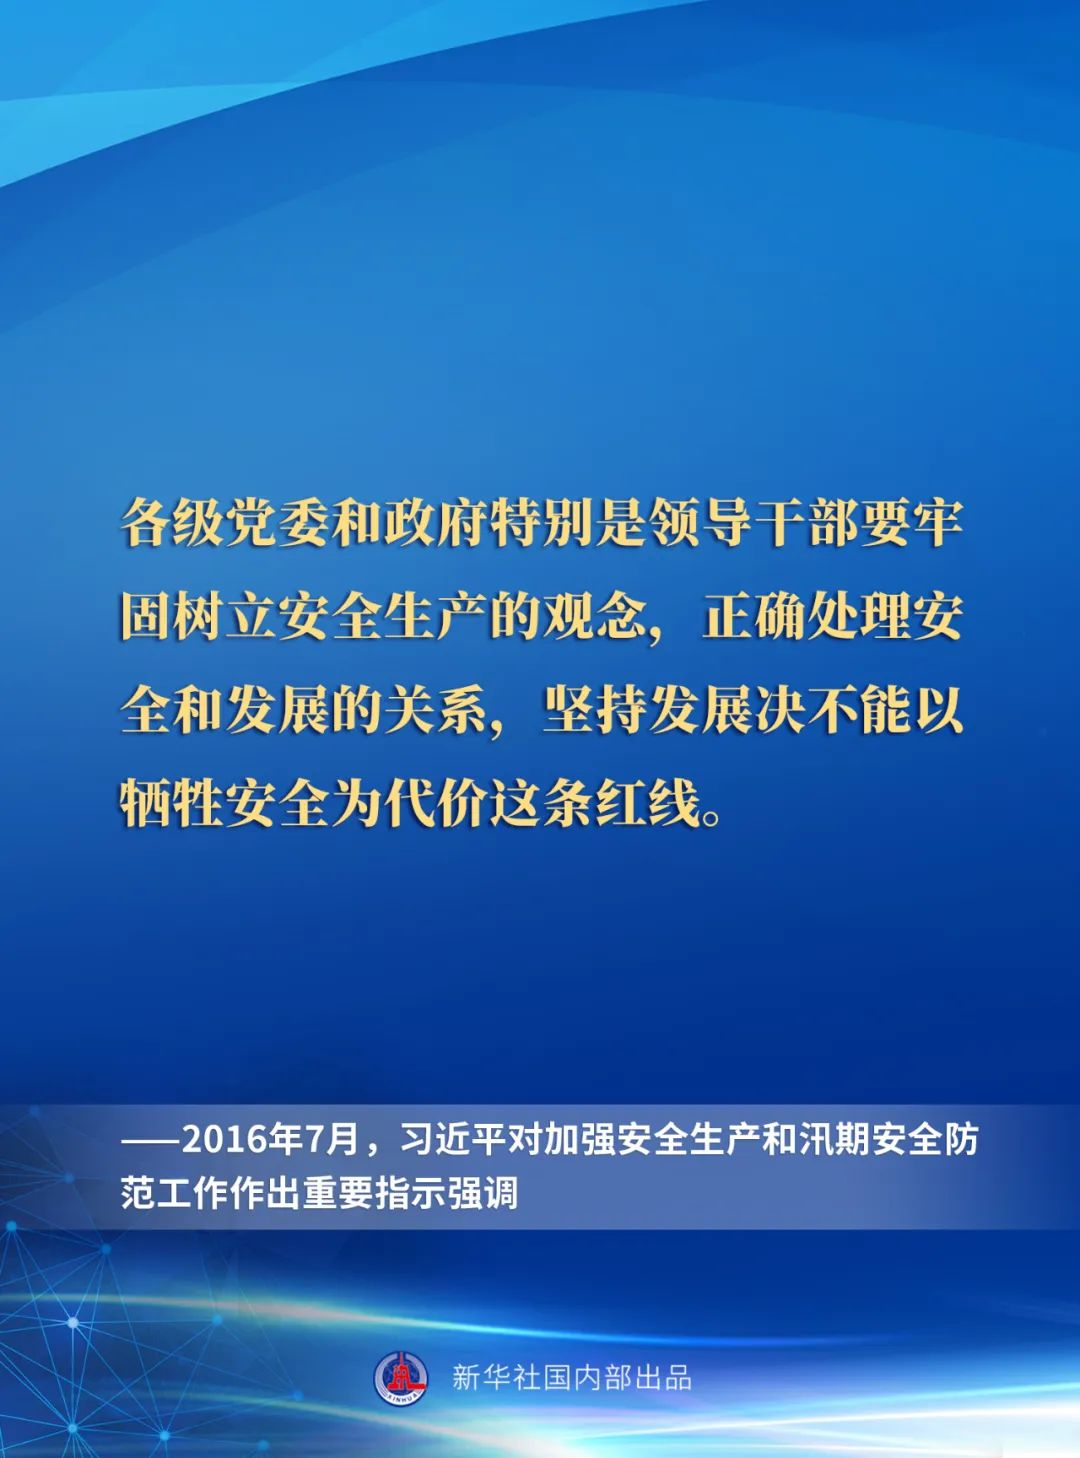 各级党委和政府特别是领导干部要牢
固树立安全生产的观念，正确处理安
全和发展的关系，坚持发展决不能以
牺牲安全为代价这条红线。
——2016年7月，习近平对加强安全生产和汛期安全防
范工作作出重要指示强调
XINHUA
新华社国内部出品